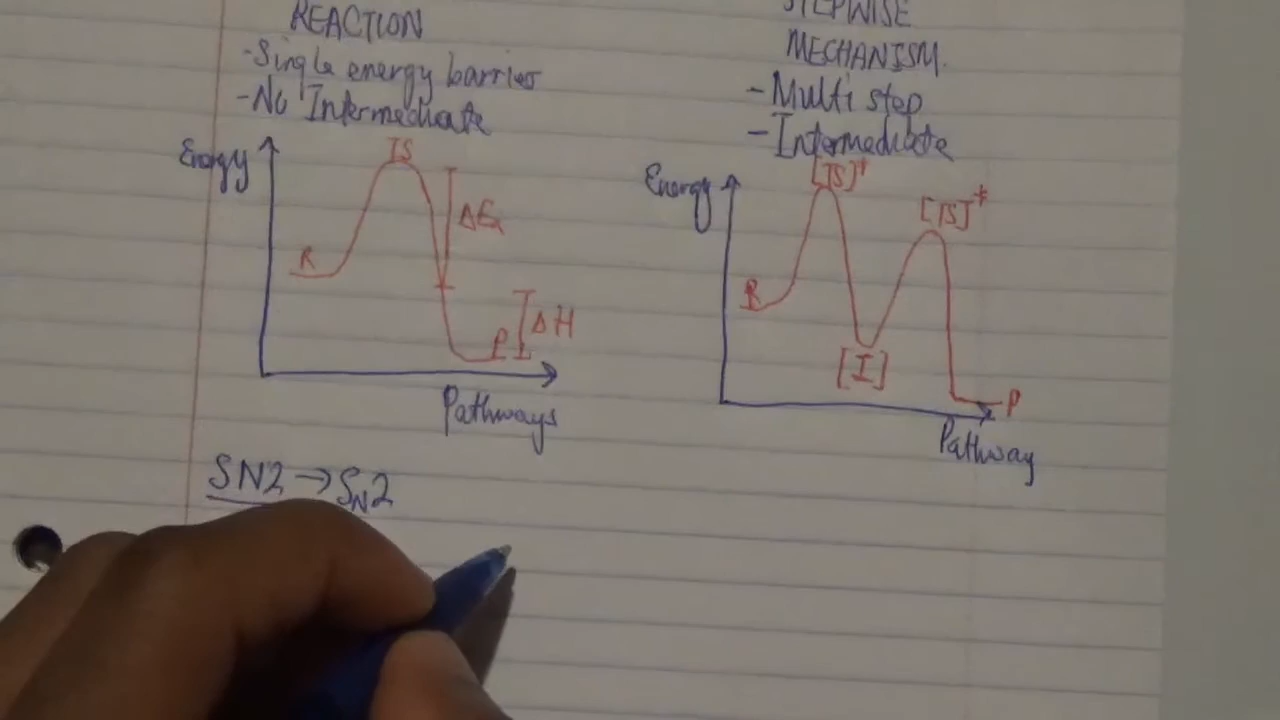 REACTION
-Single energy barrier
-No Intermediate
Energy
TS
R
ΔEa
ΔH
P
Pathways
STEPWISE
MECHANISM.
-Multi step
-Intermediate
Energy
[TS]‡
[TS]‡
R
[I]
P
Pathway
SN2→SN2